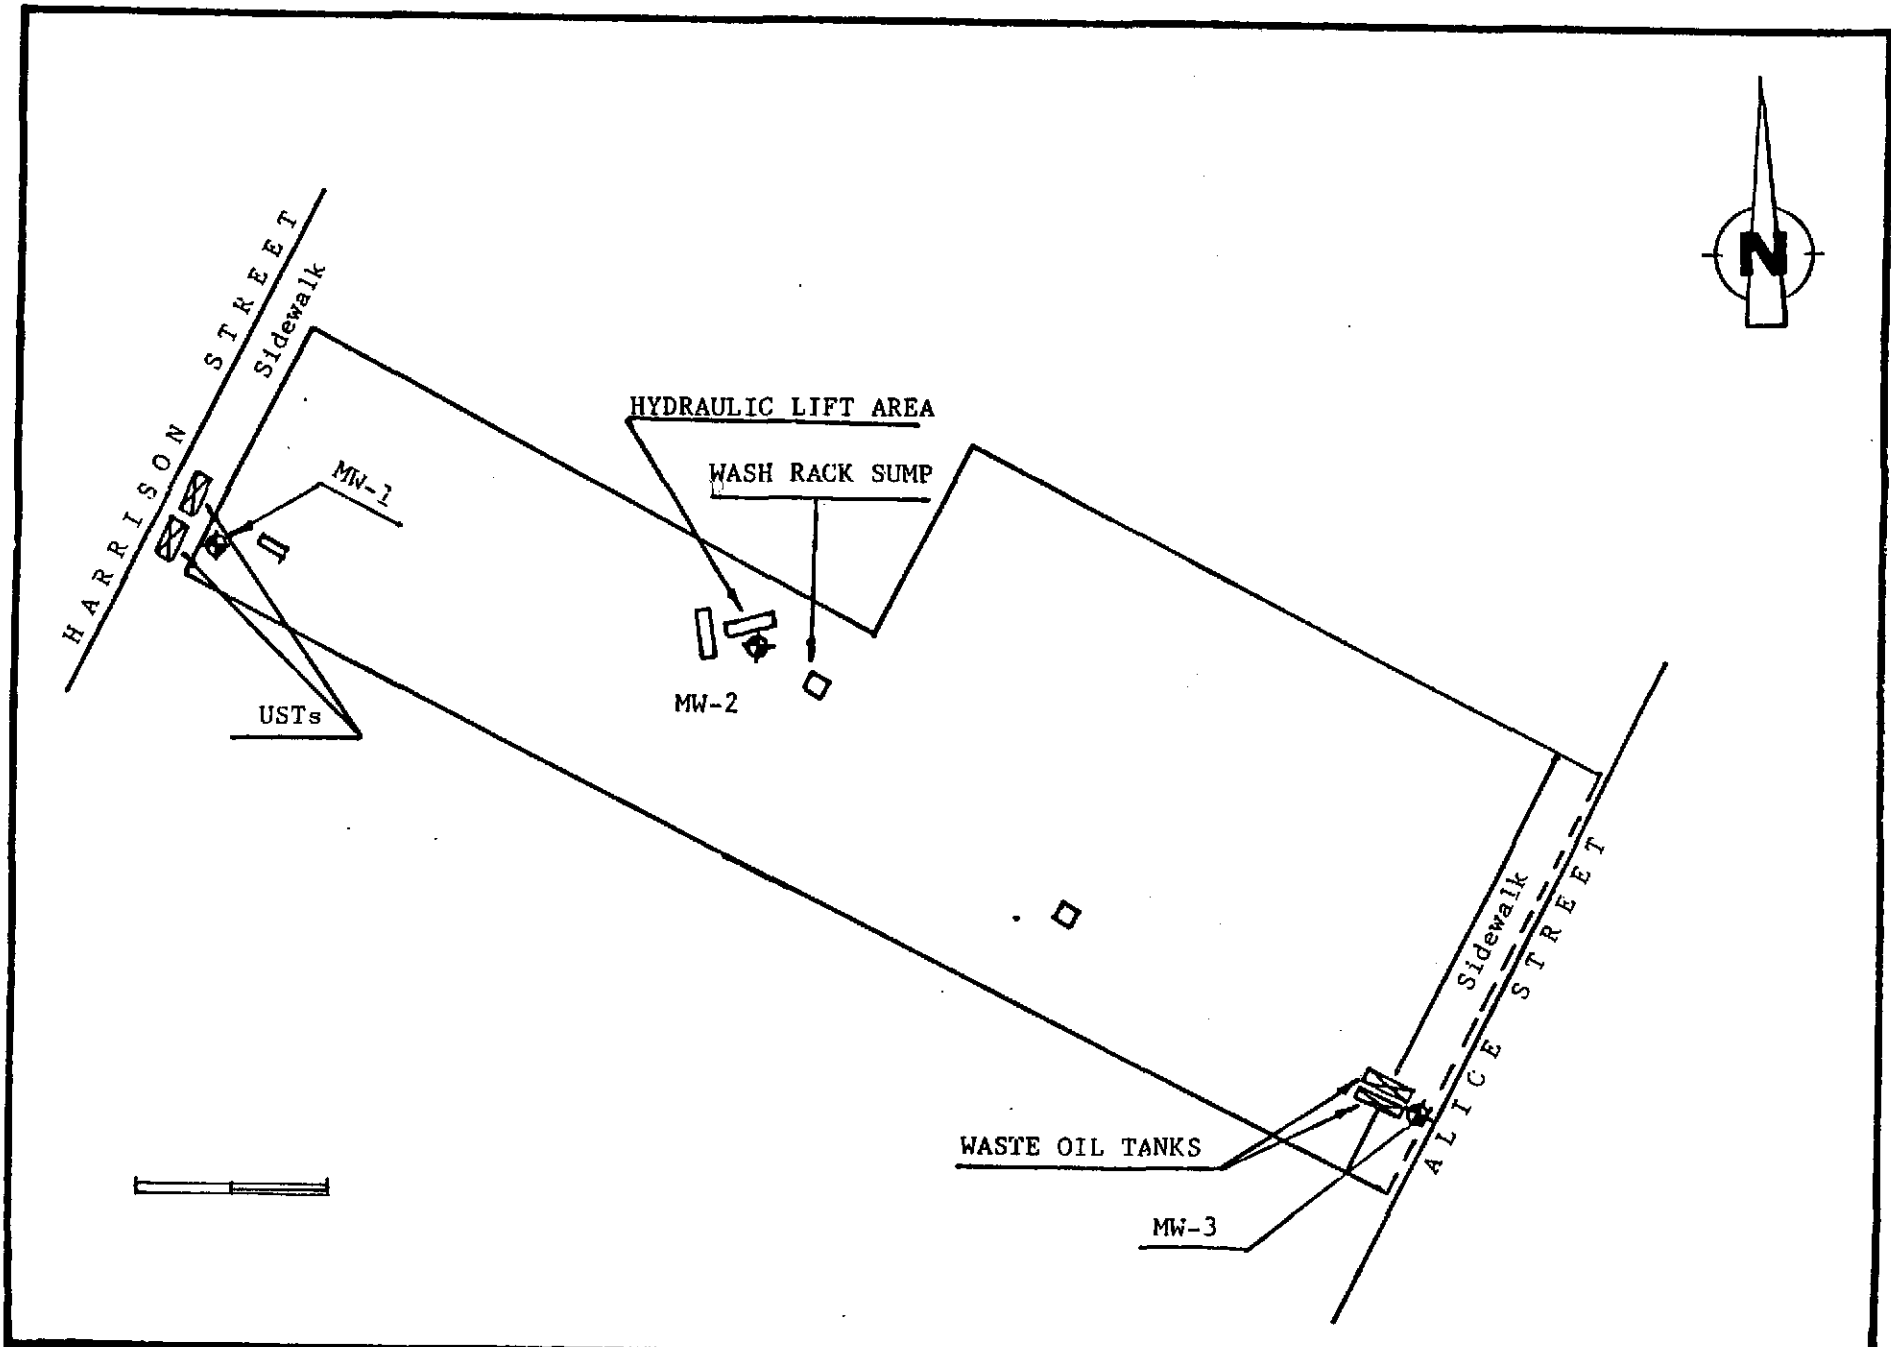 N
HARRISON STREET
Sidewalk
HYDRAULIC LIFT AREA
WASH RACK SUMP
MW-1
MW-2
USTs
Sidewalk
ALICE STREET
WASTE OIL TANKS
MW-3